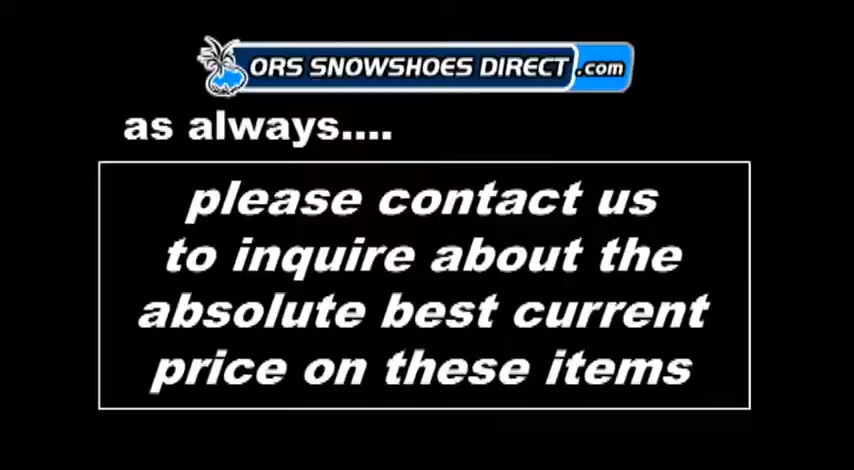 ORS SNOWSHOES DIRECT.com
as always....
please contact us
to inquire about the
absolute best current
price on these items